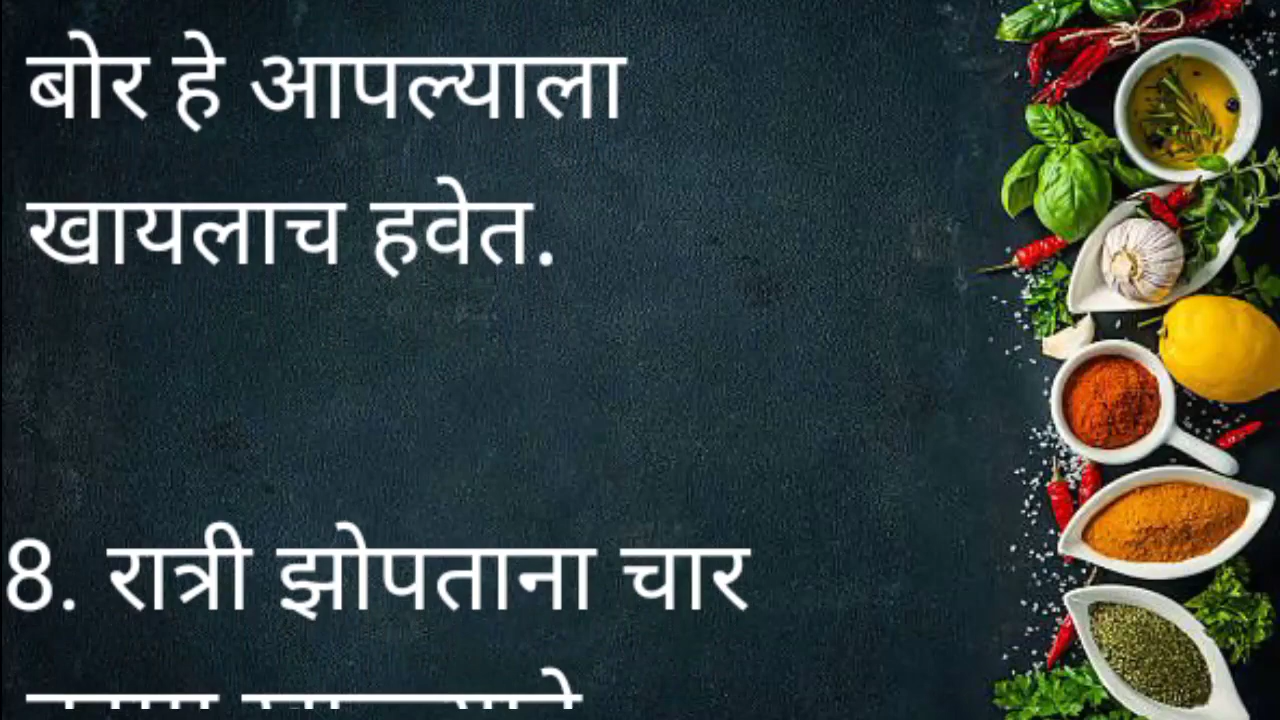 बोर हे आपल्याला
खायलाच हवेत.
8. रात्री झोपताना चार